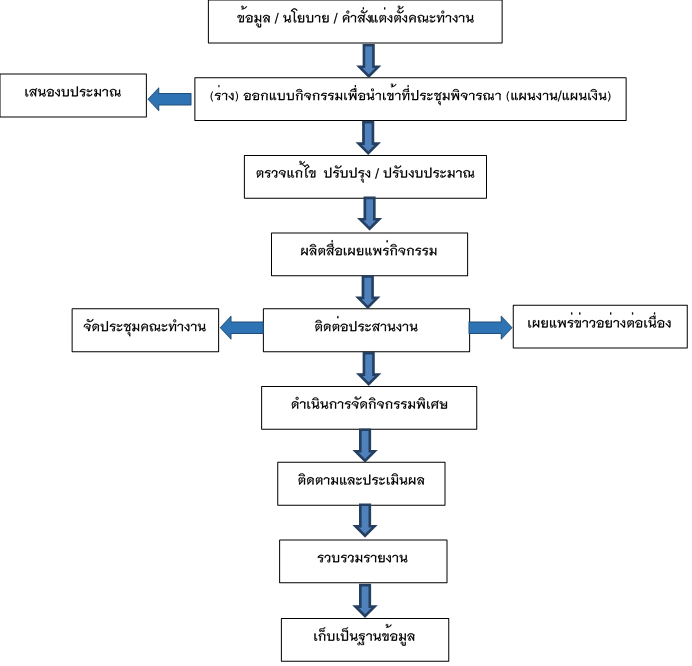 ข้อมูล / นโยบาย / คำสั่งแต่งตั้งคณะทำงาน
เสนองบประมาณ
(ร่าง) ออกแบบกิจกรรมเพื่อนำเข้าที่ประชุมพิจารณา (แผนงาน/แผนเงิน)
ตรวจแก้ไข ปรับปรุง / ปรับงบประมาณ
ผลิตสื่อเผยแพร่กิจกรรม
จัดประชุมคณะทำงาน
ติดต่อประสานงาน
เผยแพร่ข่าวอย่างต่อเนื่อง
ดำเนินการจัดกิจกรรมพิเศษ
ติดตามและประเมินผล
รวบรวมรายงาน
เก็บเป็นฐานข้อมูล